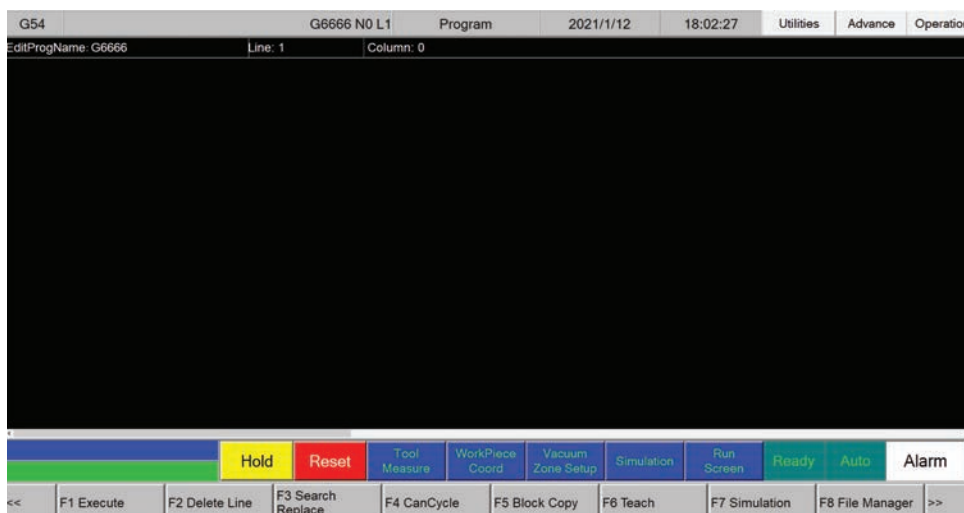 G54 G6666 N0 L1 Program 2021/1/12 18:02:27 Utilities Advance Operation
EditProgName: G6666 Line: 1 Column: 0
Hold Reset Tool Measure WorkPiece Coord Vacuum Zone Setup Simulation Run Screen Ready Auto Alarm
<< F1 Execute F2 Delete Line F3 Search Replace F4 CanCycle F5 Block Copy F6 Teach F7 Simulation F8 File Manager >>